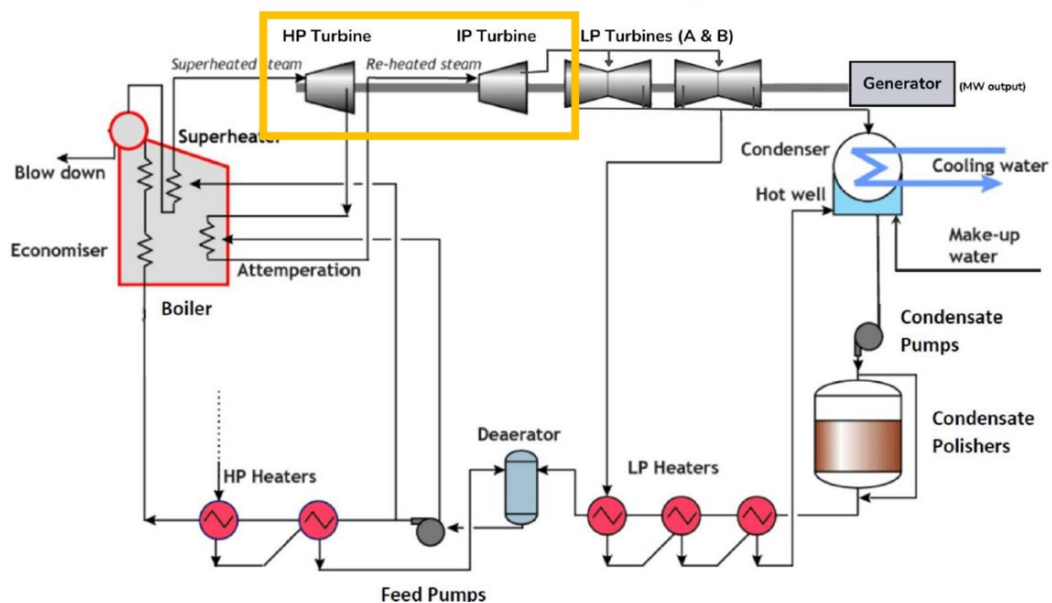 HP Turbine
IP Turbine
LP Turbines (A & B)
Superheated steam
Re-heated steam
Generator
(MW output)
Superheater
Condenser
Cooling water
Blow down
Hot well
Economiser
Make-up
water
Attemperation
Boiler
Condensate
Pumps
Condensate
Polishers
Deaerator
HP Heaters
LP Heaters
Feed Pumps